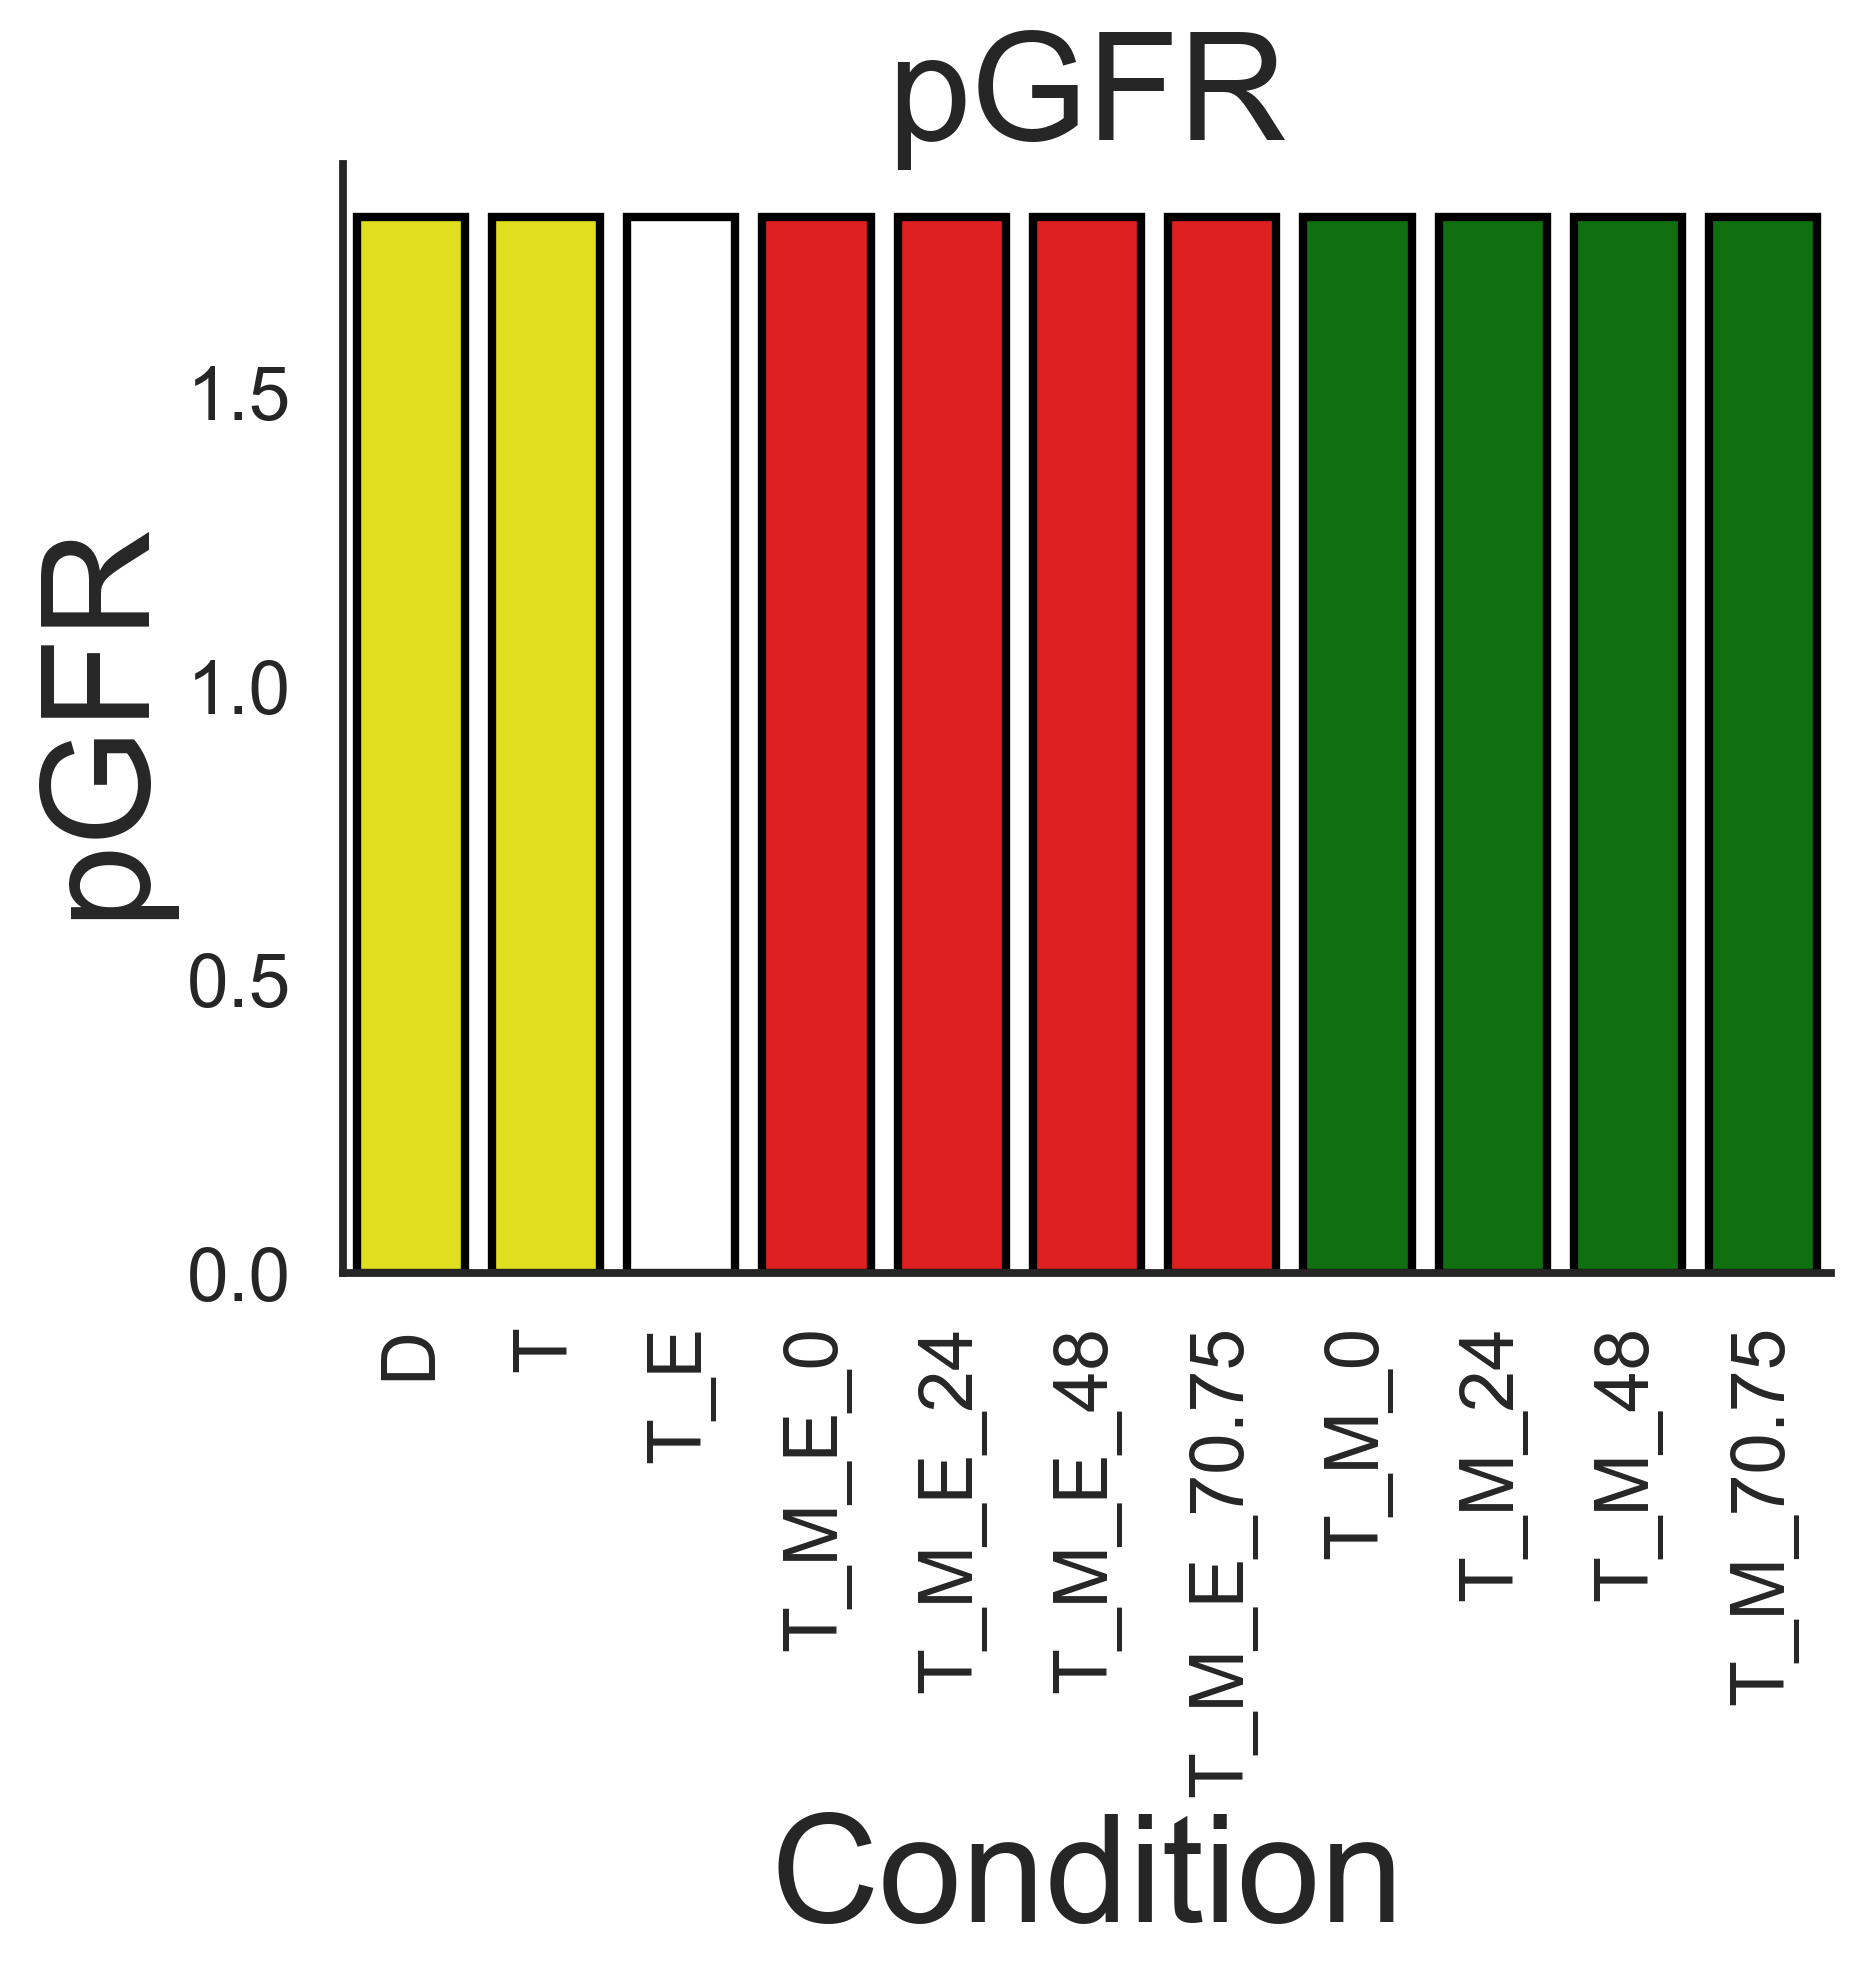 pGFR
pGFR
1.5
1.0
0.5
0.0
D
T
T_E
T_M_E_0
T_M_E_24
T_M_E_48
T_M_E_70.75
T_M_0
T_M_24
T_M_48
T_M_70.75
Condition